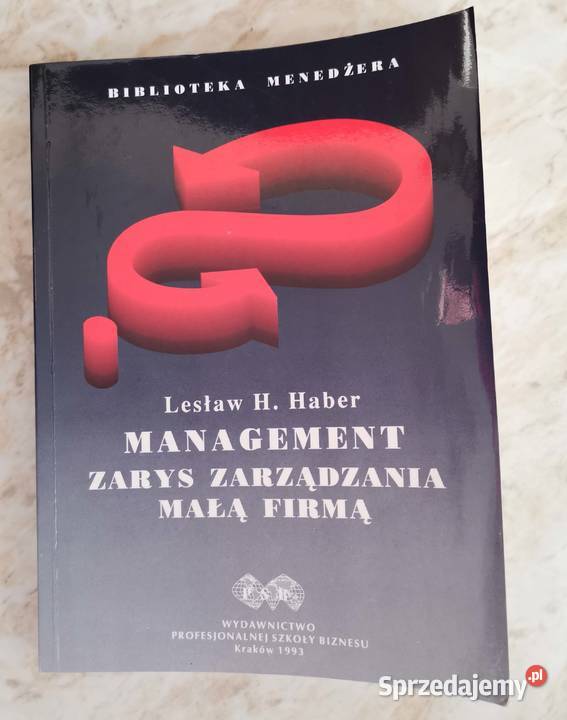 BIBLIOTEKA MENEDŻERA
Lesław H. Haber
MANAGEMENT
ZARYS ZARZĄDZANIA
MAŁĄ FIRMĄ
P S B
WYDAWNICTWO
PROFESJONALNEJ SZKOŁY BIZNESU
Kraków 1993
Sprzedajemy.pl